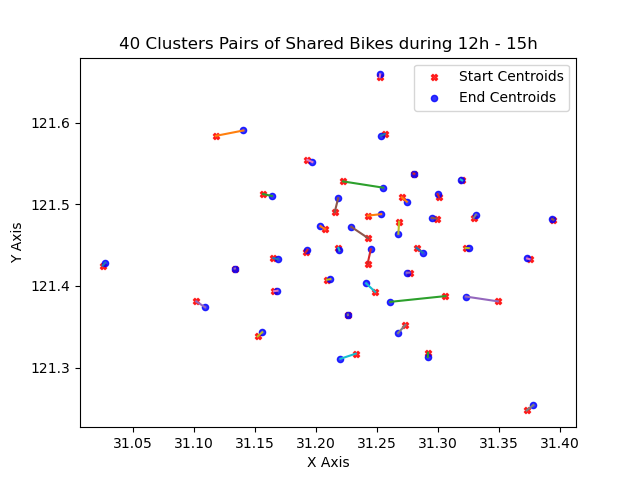 40 Clusters Pairs of Shared Bikes during 12h - 15h
Start Centroids
End Centroids
Y Axis
121.6
121.5
121.4
121.3
31.05 31.10 31.15 31.20 31.25 31.30 31.35 31.40
X Axis